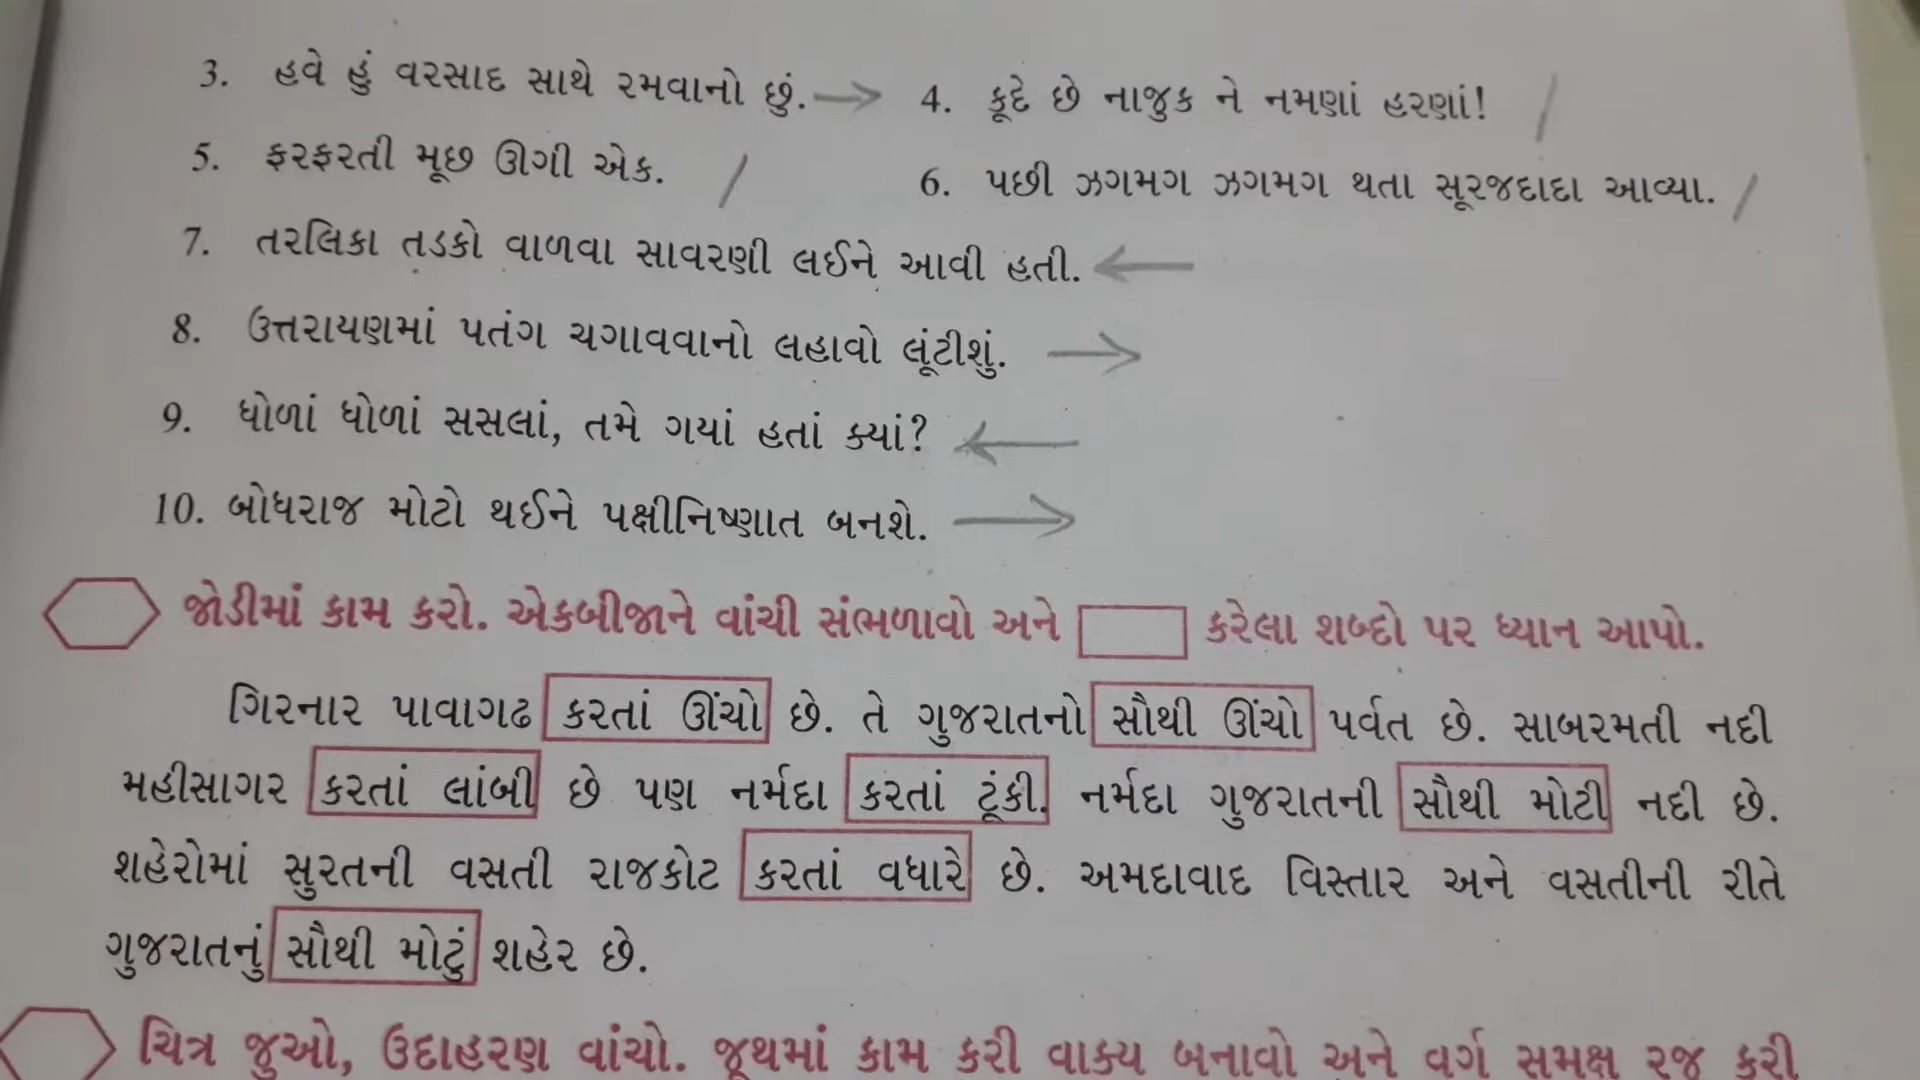 3. હવે હું વરસાદ સાથે રમવાનો છું. → 4. કૂદે છે નાજુક ને નમણાં હરણાં! /
5. ફરફરતી મૂછ ઊગી એક. / 6. પછી ઝગમગ ઝગમગ થતા સૂરજદાદા આવ્યા. /
7. તરલિકા તડકો વાળવા સાવરણી લઈને આવી હતી. ←
8. ઉત્તરાયણમાં પતંગ ચગાવવાનો લહાવો લૂંટીશું. →
9. ધોળાં ધોળાં સસલાં, તમે ગયાં હતાં ક્યાં? ←
10. બોધરાજ મોટો થઈને પક્ષીનિષ્ણાત બનશે. →
જોડીમાં કામ કરો. એકબીજાને વાંચી સંભળાવો અને કરેલા શબ્દો પર ધ્યાન આપો.
ગિરનાર પાવાગઢ કરતાં ઊંચો છે. તે ગુજરાતનો સૌથી ઊંચો પર્વત છે. સાબરમતી નદી
મહીસાગર કરતાં લાંબી છે પણ નર્મદા કરતાં ટૂંકી. નર્મદા ગુજરાતની સૌથી મોટી નદી છે.
શહેરોમાં સુરતની વસતી રાજકોટ કરતાં વધારે છે. અમદાવાદ વિસ્તાર અને વસતીની રીતે
ગુજરાતનું સૌથી મોટું શહેર છે.
ચિત્ર જુઓ, ઉદાહરણ વાંચો. જૂથમાં કામ કરી વાક્ય બનાવો અને વર્ગ સમક્ષ રજૂ કરી